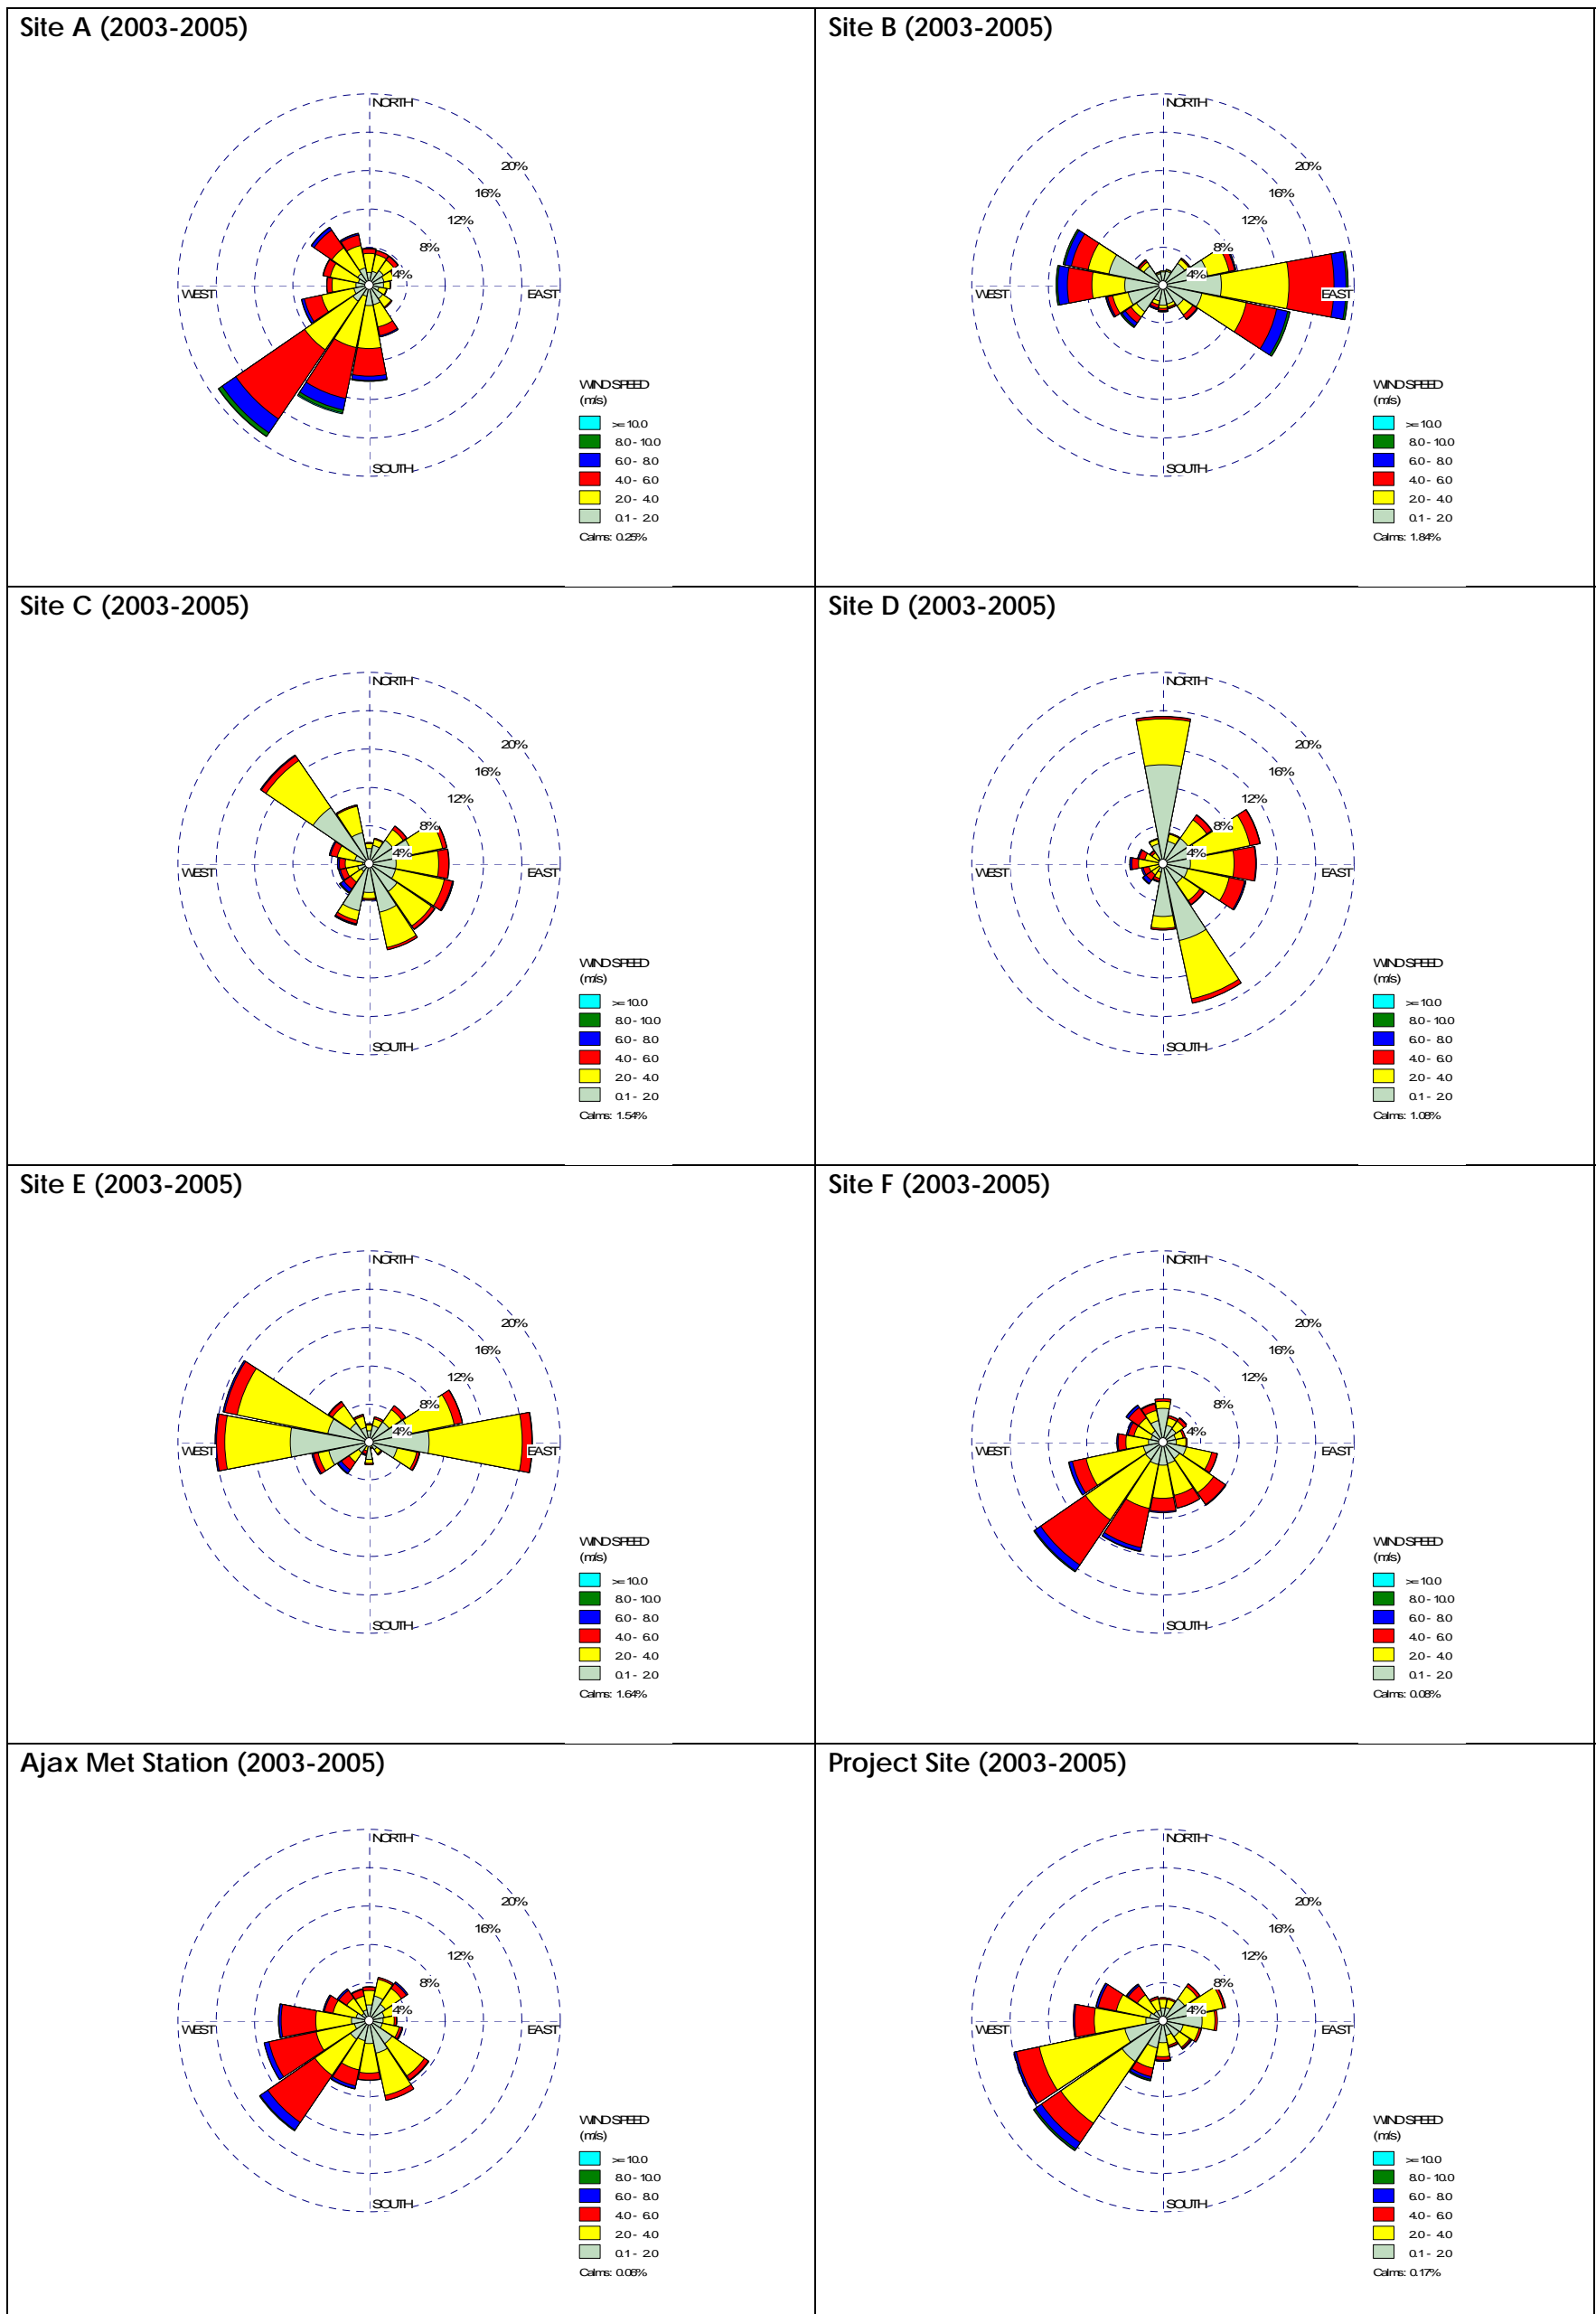 Site A (2003-2005)
NORTH
20%
16%
12%
8%
4%
WEST
EAST
SOUTH
WIND SPEED
(m/s)
>= 10.0
8.0 - 10.0
6.0 - 8.0
4.0 - 6.0
2.0 - 4.0
0.1 - 2.0
Calms: 0.25%
Site B (2003-2005)
NORTH
20%
16%
12%
8%
4%
WEST
EAST
SOUTH
WIND SPEED
(m/s)
>= 10.0
8.0 - 10.0
6.0 - 8.0
4.0 - 6.0
2.0 - 4.0
0.1 - 2.0
Calms: 1.84%
Site C (2003-2005)
NORTH
20%
16%
12%
8%
4%
WEST
EAST
SOUTH
WIND SPEED
(m/s)
>= 10.0
8.0 - 10.0
6.0 - 8.0
4.0 - 6.0
2.0 - 4.0
0.1 - 2.0
Calms: 1.54%
Site D (2003-2005)
NORTH
20%
16%
12%
8%
4%
WEST
EAST
SOUTH
WIND SPEED
(m/s)
>= 10.0
8.0 - 10.0
6.0 - 8.0
4.0 - 6.0
2.0 - 4.0
0.1 - 2.0
Calms: 1.08%
Site E (2003-2005)
NORTH
20%
16%
12%
8%
4%
WEST
EAST
SOUTH
WIND SPEED
(m/s)
>= 10.0
8.0 - 10.0
6.0 - 8.0
4.0 - 6.0
2.0 - 4.0
0.1 - 2.0
Calms: 1.64%
Site F (2003-2005)
NORTH
20%
16%
12%
8%
4%
WEST
EAST
SOUTH
WIND SPEED
(m/s)
>= 10.0
8.0 - 10.0
6.0 - 8.0
4.0 - 6.0
2.0 - 4.0
0.1 - 2.0
Calms: 0.08%
Ajax Met Station (2003-2005)
NORTH
20%
16%
12%
8%
4%
WEST
EAST
SOUTH
WIND SPEED
(m/s)
>= 10.0
8.0 - 10.0
6.0 - 8.0
4.0 - 6.0
2.0 - 4.0
0.1 - 2.0
Calms: 0.06%
Project Site (2003-2005)
NORTH
20%
16%
12%
8%
4%
WEST
EAST
SOUTH
WIND SPEED
(m/s)
>= 10.0
8.0 - 10.0
6.0 - 8.0
4.0 - 6.0
2.0 - 4.0
0.1 - 2.0
Calms: 0.17%